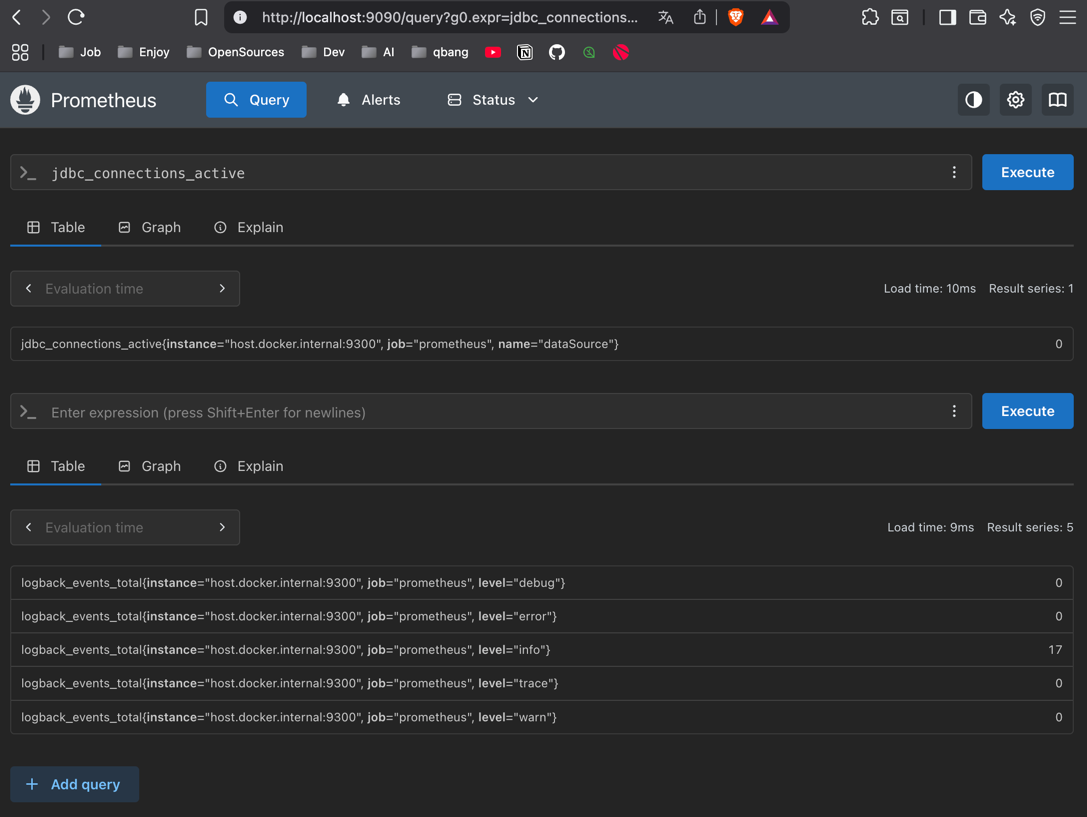 http://localhost:9090/query?g0.expr=jdbc_connections...
Job Enjoy OpenSources Dev AI qbang
Prometheus Query Alerts Status
jdbc_connections_active Execute
Table Graph Explain
Evaluation time Load time: 10ms Result series: 1
jdbc_connections_active{instance="host.docker.internal:9300", job="prometheus", name="dataSource"} 0
Enter expression (press Shift+Enter for newlines) Execute
Table Graph Explain
Evaluation time Load time: 9ms Result series: 5
logback_events_total{instance="host.docker.internal:9300", job="prometheus", level="debug"} 0
logback_events_total{instance="host.docker.internal:9300", job="prometheus", level="error"} 0
logback_events_total{instance="host.docker.internal:9300", job="prometheus", level="info"} 17
logback_events_total{instance="host.docker.internal:9300", job="prometheus", level="trace"} 0
logback_events_total{instance="host.docker.internal:9300", job="prometheus", level="warn"} 0
Add query